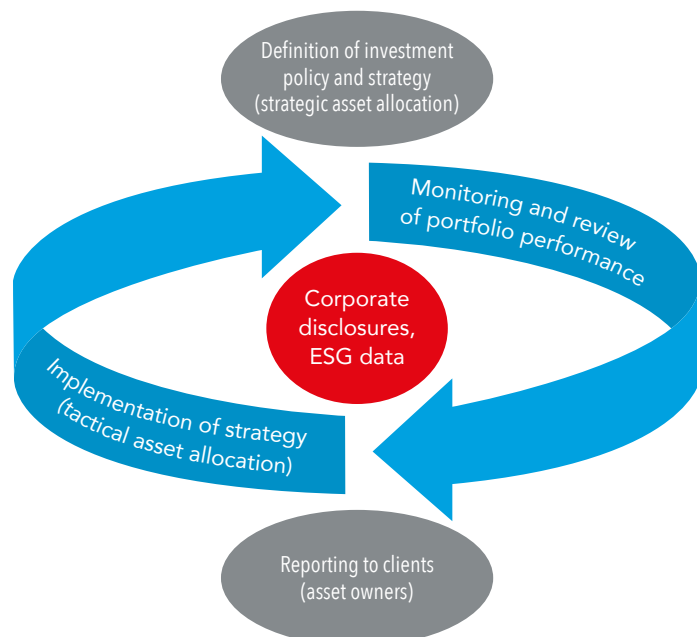 Definition of investment
policy and strategy
(strategic asset allocation)
Monitoring and review
of portfolio performance
Corporate
disclosures,
ESG data
Implementation of strategy
(tactical asset allocation)
Reporting to clients
(asset owners)